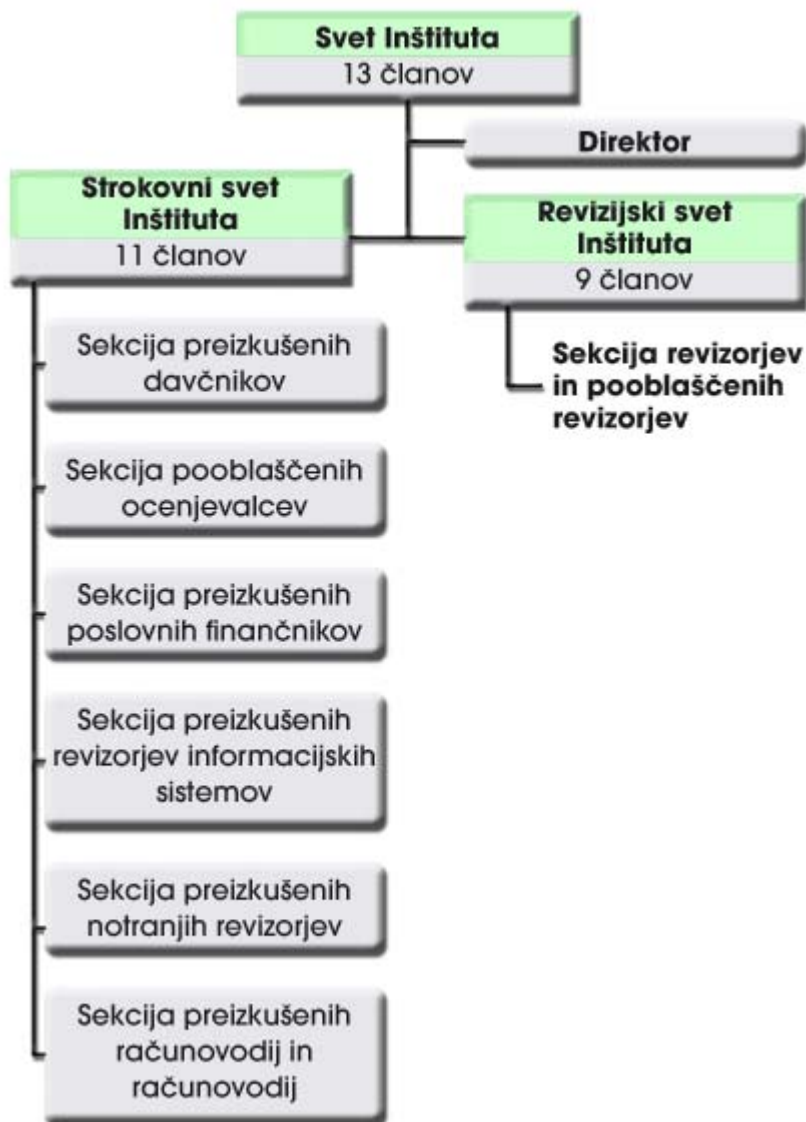 Svet Inštituta
13 članov
Direktor
Strokovni svet
Inštituta
11 članov
Revizijski svet
Inštituta
9 članov
Sekcija revizorjev
in pooblaščenih
revizorjev
Sekcija preizkušenih
davčnikov
Sekcija pooblaščenih
ocenjevalcev
Sekcija preizkušenih
poslovnih finančnikov
Sekcija preizkušenih
revizorjev informacijskih
sistemov
Sekcija preizkušenih
notranjih revizorjev
Sekcija preizkušenih
računovodij in
računovodij